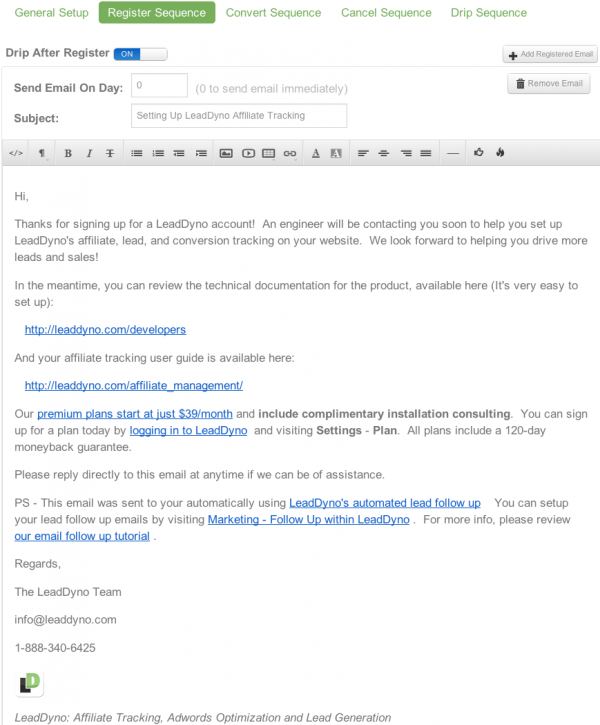 General Setup Register Sequence Convert Sequence Cancel Sequence Drip Sequence
Drip After Register ON Add Registered Email
Send Email On Day: 0 (0 to send email immediately) Remove Email
Subject: Setting Up LeadDyno Affiliate Tracking
</> ¶ B I T A A
Hi,
Thanks for signing up for a LeadDyno account!  An engineer will be contacting you soon to help you set up
LeadDyno's affiliate, lead, and conversion tracking on your website.  We look forward to helping you drive more
leads and sales!
In the meantime, you can review the technical documentation for the product, available here (It's very easy to
set up):
http://leaddyno.com/developers
And your affiliate tracking user guide is available here:
http://leaddyno.com/affiliate_management/
Our premium plans start at just $39/month and include complimentary installation consulting.  You can sign
up for a plan today by logging in to LeadDyno  and visiting Settings - Plan.  All plans include a 120-day
moneyback guarantee.
Please reply directly to this email at anytime if we can be of assistance.
PS - This email was sent to your automatically using LeadDyno's automated lead follow up   You can setup
your lead follow up emails by visiting Marketing - Follow Up within LeadDyno .  For more info, please review
our email follow up tutorial .
Regards,
The LeadDyno Team
info@leaddyno.com
1-888-340-6425
LD
LeadDyno: Affiliate Tracking, Adwords Optimization and Lead Generation